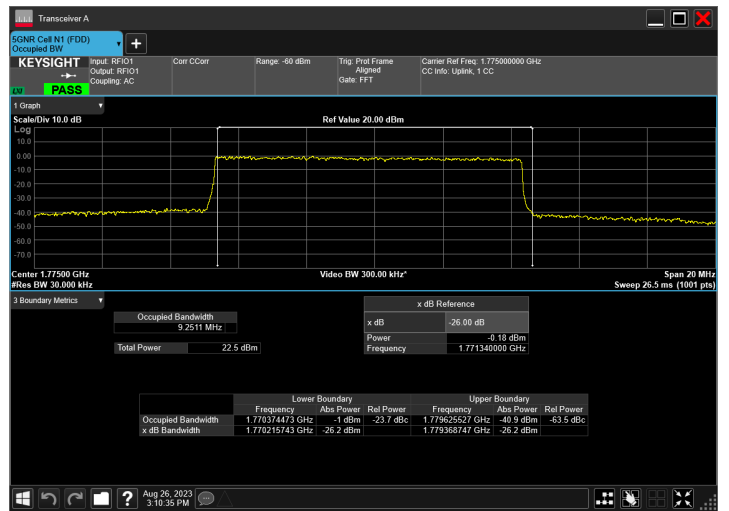 Transceiver A
5GNR Cell N1 (FDD)
Occupied BW
KEYSIGHT
LXI
PASS
Input: RFIO1
Output: RFIO1
Coupling: AC
Corr CCorr
Range: -60 dBm
Trig: Prot Frame
Aligned
Gate: FFT
Carrier Ref Freq: 1.775000000 GHz
CC Info: Uplink, 1 CC
1 Graph
Scale/Div 10.0 dB
Ref Value 20.00 dBm
Log
10.0
0.00
-10.0
-20.0
-30.0
-40.0
-50.0
-60.0
-70.0
Center 1.77500 GHz
Video BW 300.00 kHz*
Span 20 MHz
#Res BW 30.000 kHz
Sweep 26.5 ms (1001 pts)
3 Boundary Metrics
Occupied Bandwidth
9.2511 MHz
Total Power 22.5 dBm
x dB Reference
x dB -26.00 dB
Power -0.18 dBm
Frequency 1.771340000 GHz
Lower Boundary Upper Boundary
Frequency Abs Power Rel Power Frequency Abs Power Rel Power
Occupied Bandwidth 1.770374473 GHz -1 dBm -23.7 dBc 1.779625527 GHz -40.9 dBm -63.5 dBc
x dB Bandwidth 1.770215743 GHz -26.2 dBm 1.779368747 GHz -26.2 dBm
?
Aug 26, 2023
3:10:35 PM